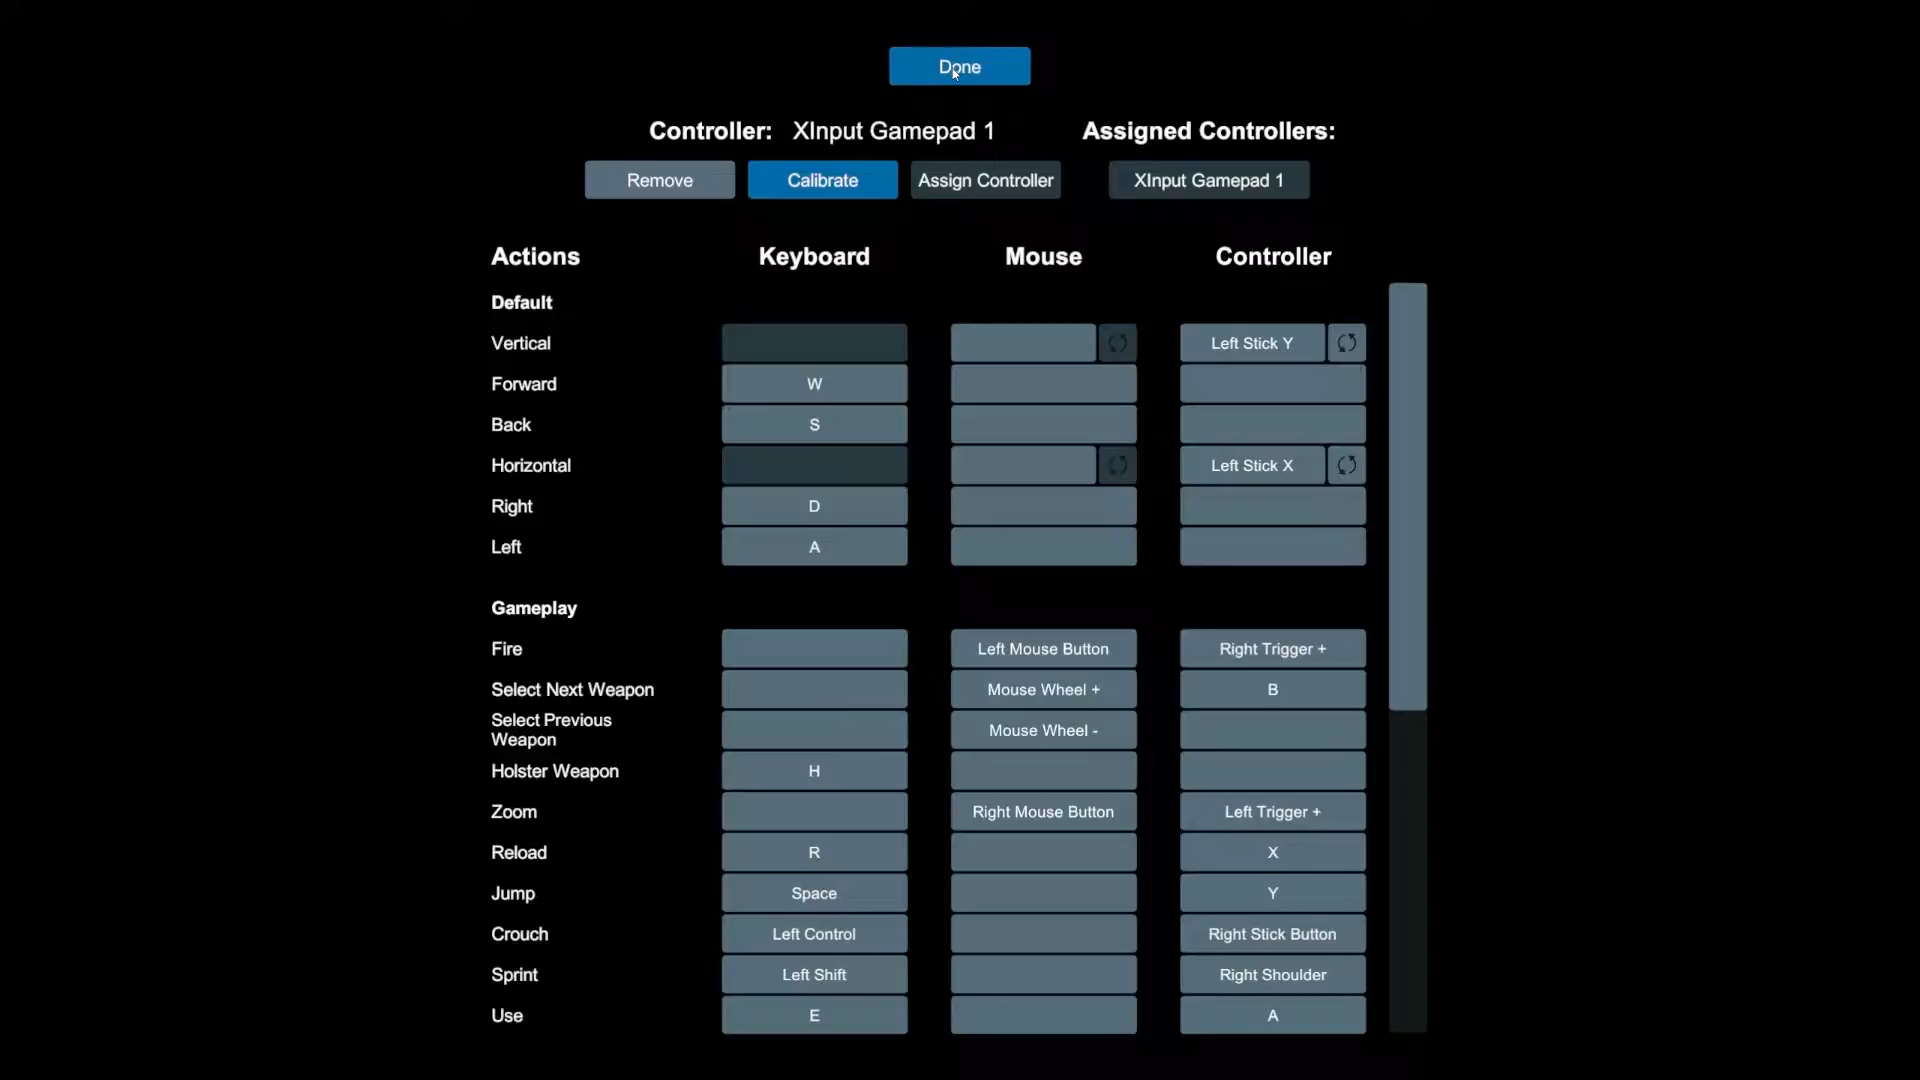 Done
Controller: XInput Gamepad 1 Assigned Controllers:
Remove Calibrate Assign Controller XInput Gamepad 1
Actions Keyboard Mouse Controller
Default
Vertical Left Stick Y
Forward W
Back S
Horizontal Left Stick X
Right D
Left A
Gameplay
Fire Left Mouse Button Right Trigger +
Select Next Weapon Mouse Wheel + B
Select Previous
Weapon Mouse Wheel -
Holster Weapon H
Zoom Right Mouse Button Left Trigger +
Reload R X
Jump Space Y
Crouch Left Control Right Stick Button
Sprint Left Shift Right Shoulder
Use E A